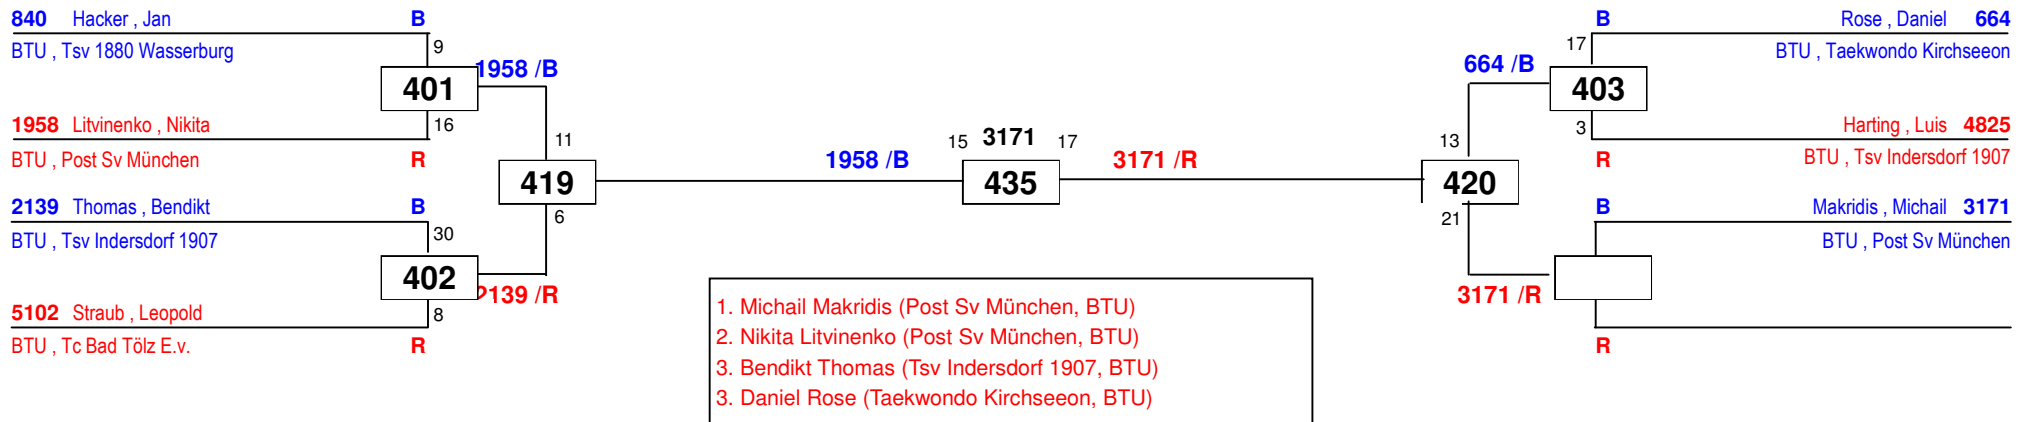 840 Hacker , Jan B
BTU , Tsv 1880 Wasserburg
9
1958 /B
401
16
1958 Litvinenko , Nikita
BTU , Post Sv München R
11
419
6
2139 Thomas , Bendikt B
BTU , Tsv Indersdorf 1907
30
402
2139 /R
8
5102 Straub , Leopold
BTU , Tc Bad Tölz E.v. R
1958 /B
15 3171 17
435
3171 /R
B Rose , Daniel 664
17
BTU , Taekwondo Kirchseeon
664 /B
403
3
Harting , Luis 4825
R BTU , Tsv Indersdorf 1907
13
420
21
B Makridis , Michail 3171
BTU , Post Sv München
3171 /R
R
1. Michail Makridis (Post Sv München, BTU)
2. Nikita Litvinenko (Post Sv München, BTU)
3. Bendikt Thomas (Tsv Indersdorf 1907, BTU)
3. Daniel Rose (Taekwondo Kirchseeon, BTU)